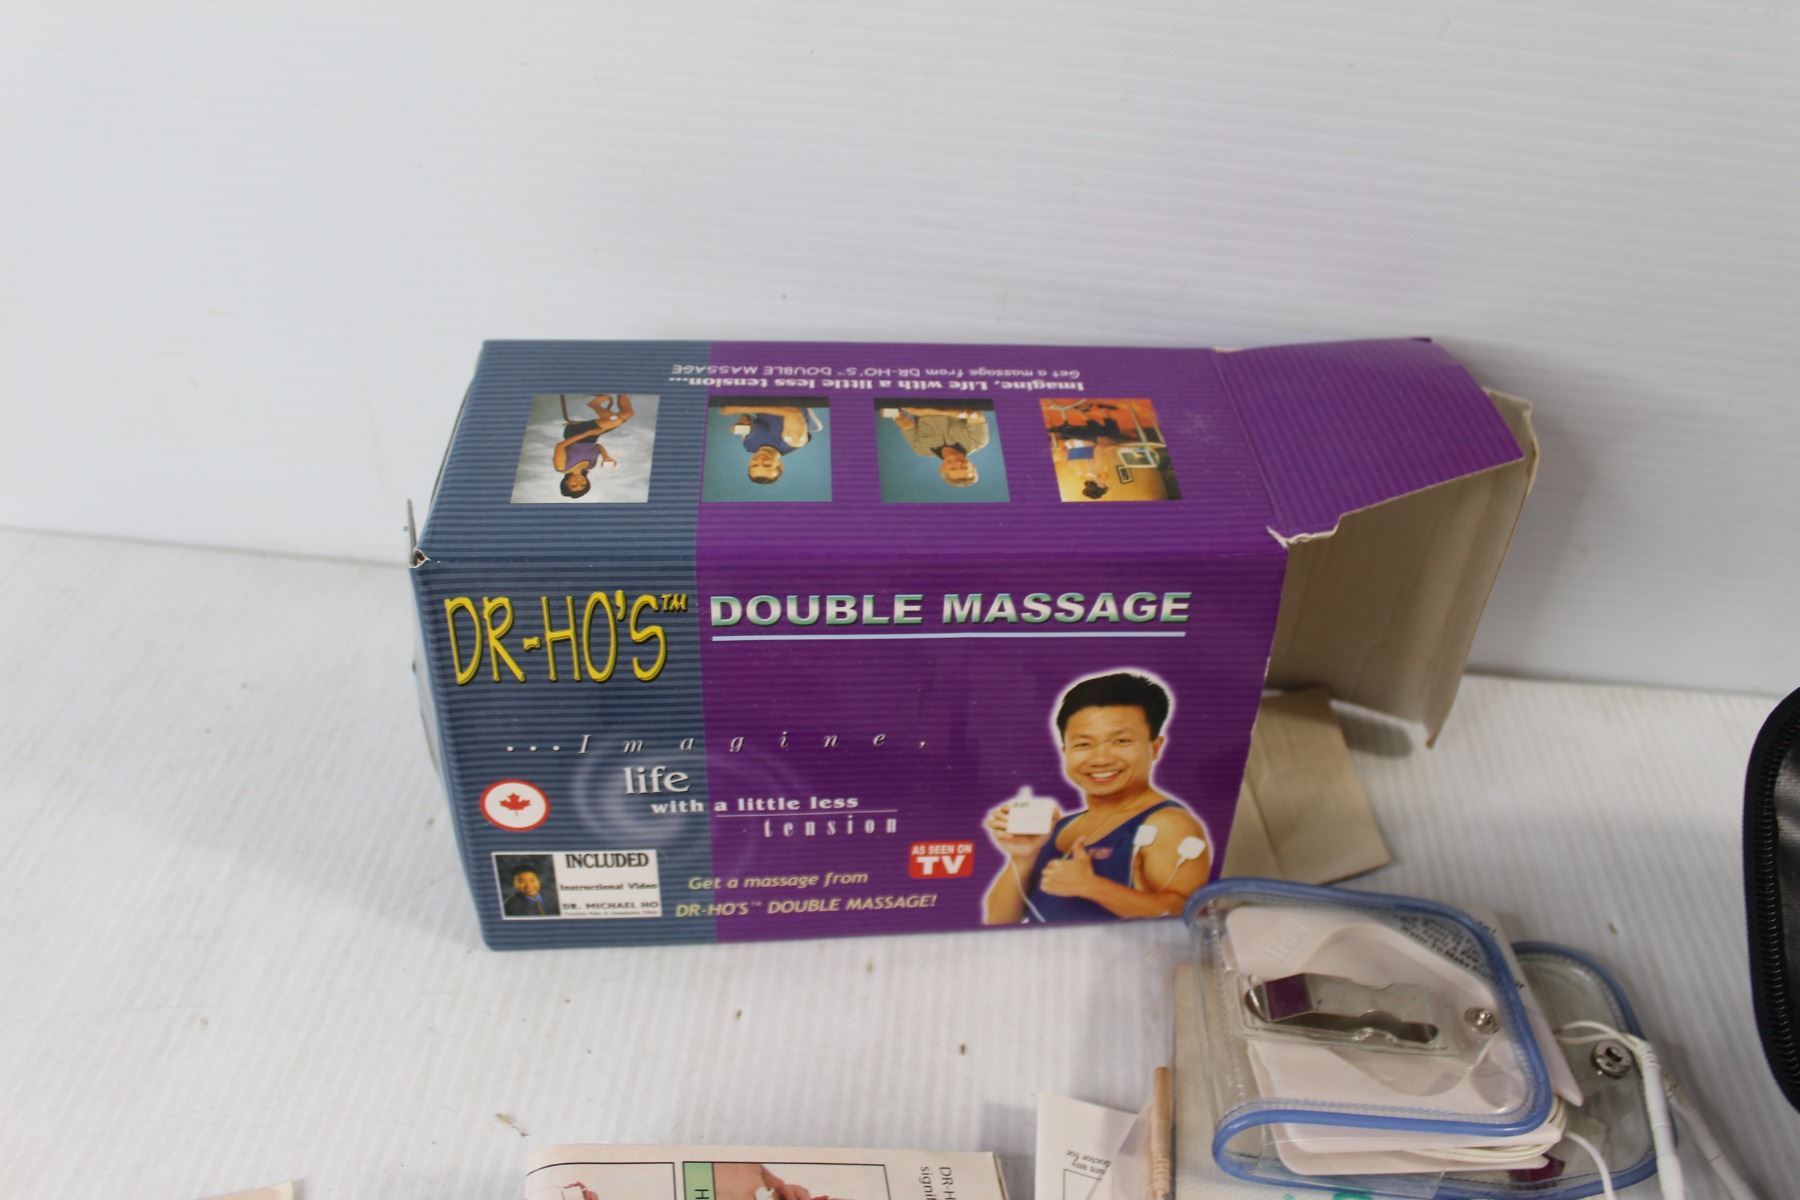 Imagine, Life with a little less tension...
Get a massage from DR-HO'S™ DOUBLE MASSAGE
DR-HO'S™ DOUBLE MASSAGE
...Imagine,
life
with a little less
tension
AS SEEN ON
TV
INCLUDED
Instructional Video
DR. MICHAEL HO
Get a massage from
DR-HO'S™ DOUBLE MASSAGE!
DR-H
signi
H